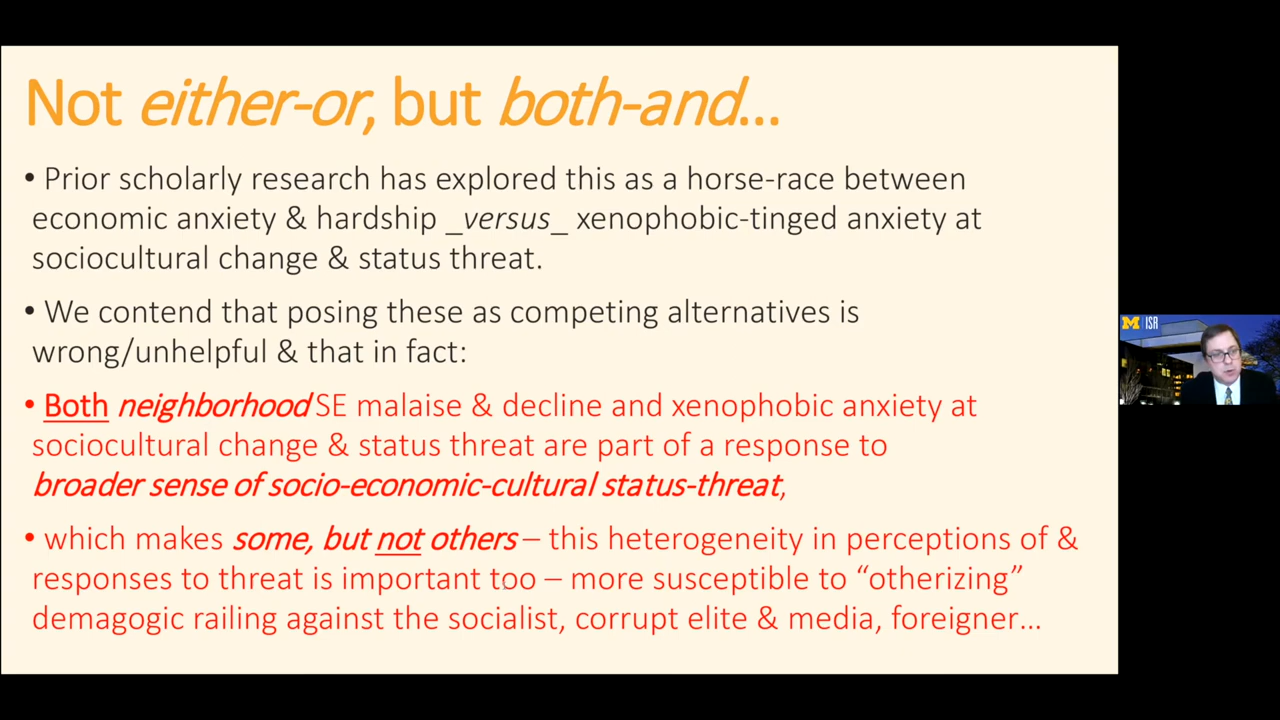 Not either-or, but both-and...
• Prior scholarly research has explored this as a horse-race between
economic anxiety & hardship _versus_ xenophobic-tinged anxiety at
sociocultural change & status threat.
• We contend that posing these as competing alternatives is
wrong/unhelpful & that in fact:
• Both neighborhood SE malaise & decline and xenophobic anxiety at
sociocultural change & status threat are part of a response to
broader sense of socio-economic-cultural status-threat,
• which makes some, but not others – this heterogeneity in perceptions of &
responses to threat is important too – more susceptible to “otherizing”
demagogic railing against the socialist, corrupt elite & media, foreigner...
M | ISR